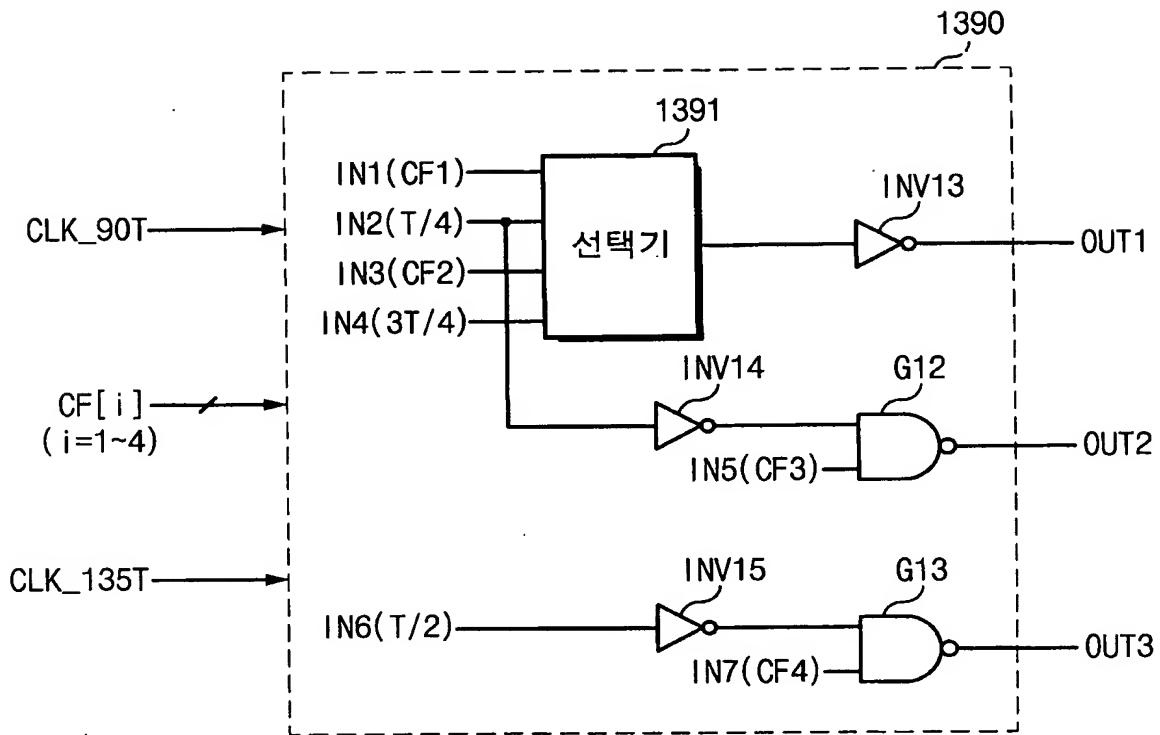 1390
1391
IN1(CF1)
INV13
CLK_90T
IN2(T/4)
선택기
OUT1
IN3(CF2)
IN4(3T/4)
INV14
G12
CF[i]
(i=1~4)
OUT2
IN5(CF3)
CLK_135T
INV15
G13
IN6(T/2)
OUT3
IN7(CF4)